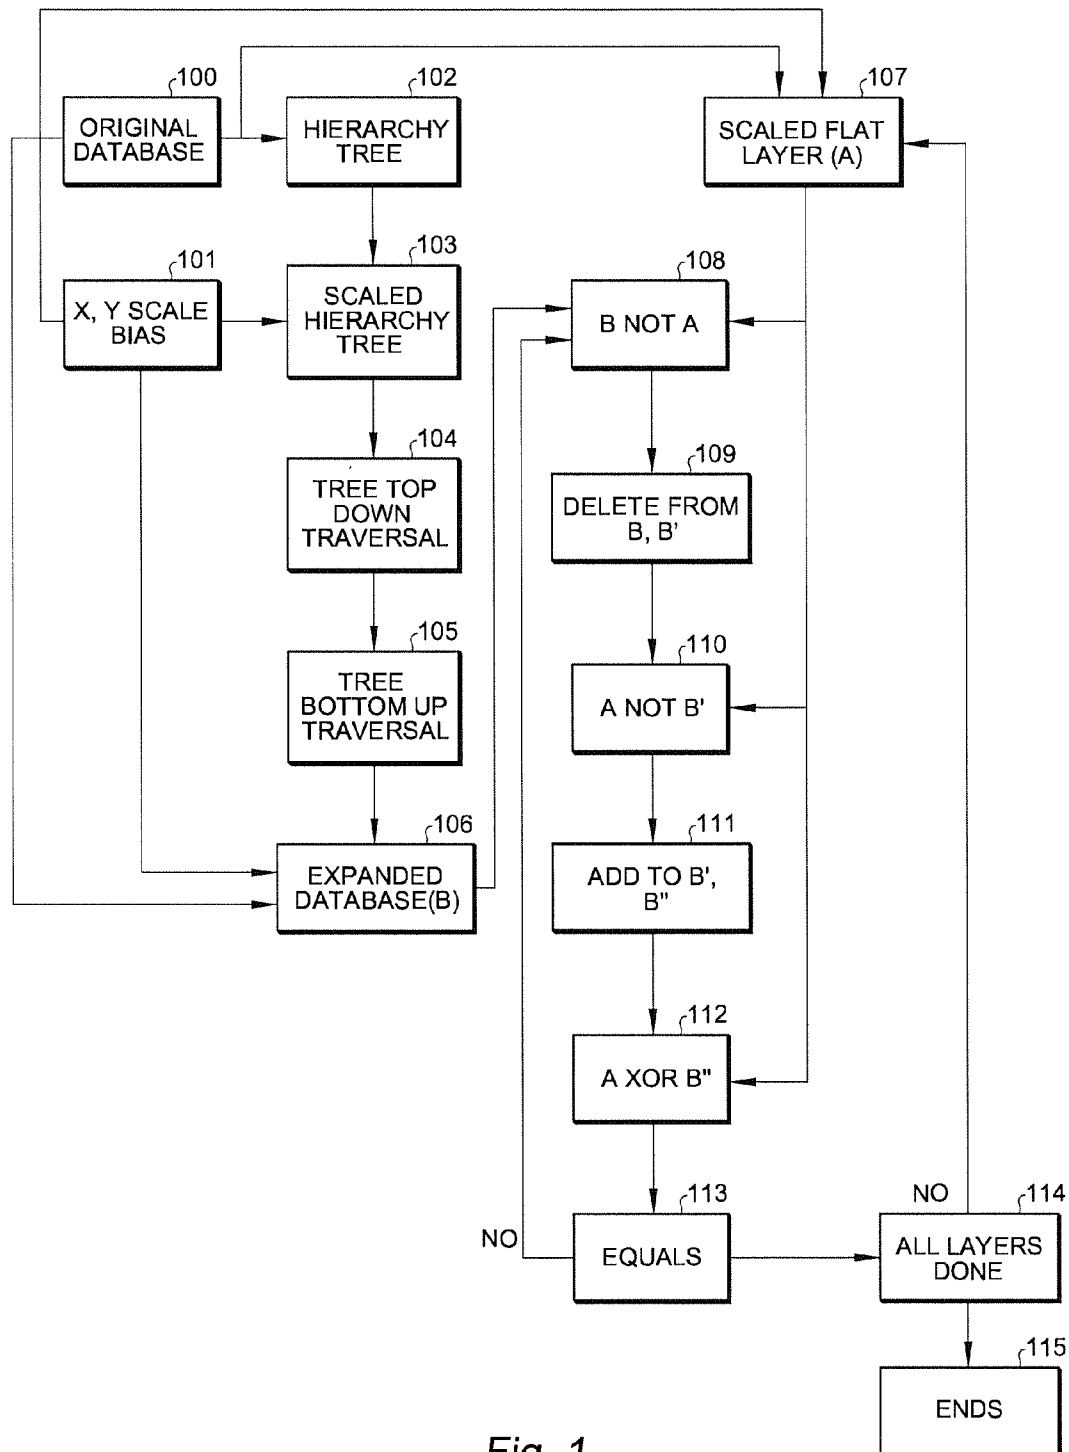 100
ORIGINAL
DATABASE
102
HIERARCHY
TREE
107
SCALED FLAT
LAYER (A)
101
X, Y SCALE
BIAS
103
SCALED
HIERARCHY
TREE
108
B NOT A
104
TREE TOP
DOWN
TRAVERSAL
109
DELETE FROM
B, B'
105
TREE
BOTTOM UP
TRAVERSAL
110
A NOT B'
106
EXPANDED
DATABASE(B)
111
ADD TO B',
B"
112
A XOR B"
113
NO
EQUALS
NO
114
ALL LAYERS
DONE
115
ENDS
Fig. 1